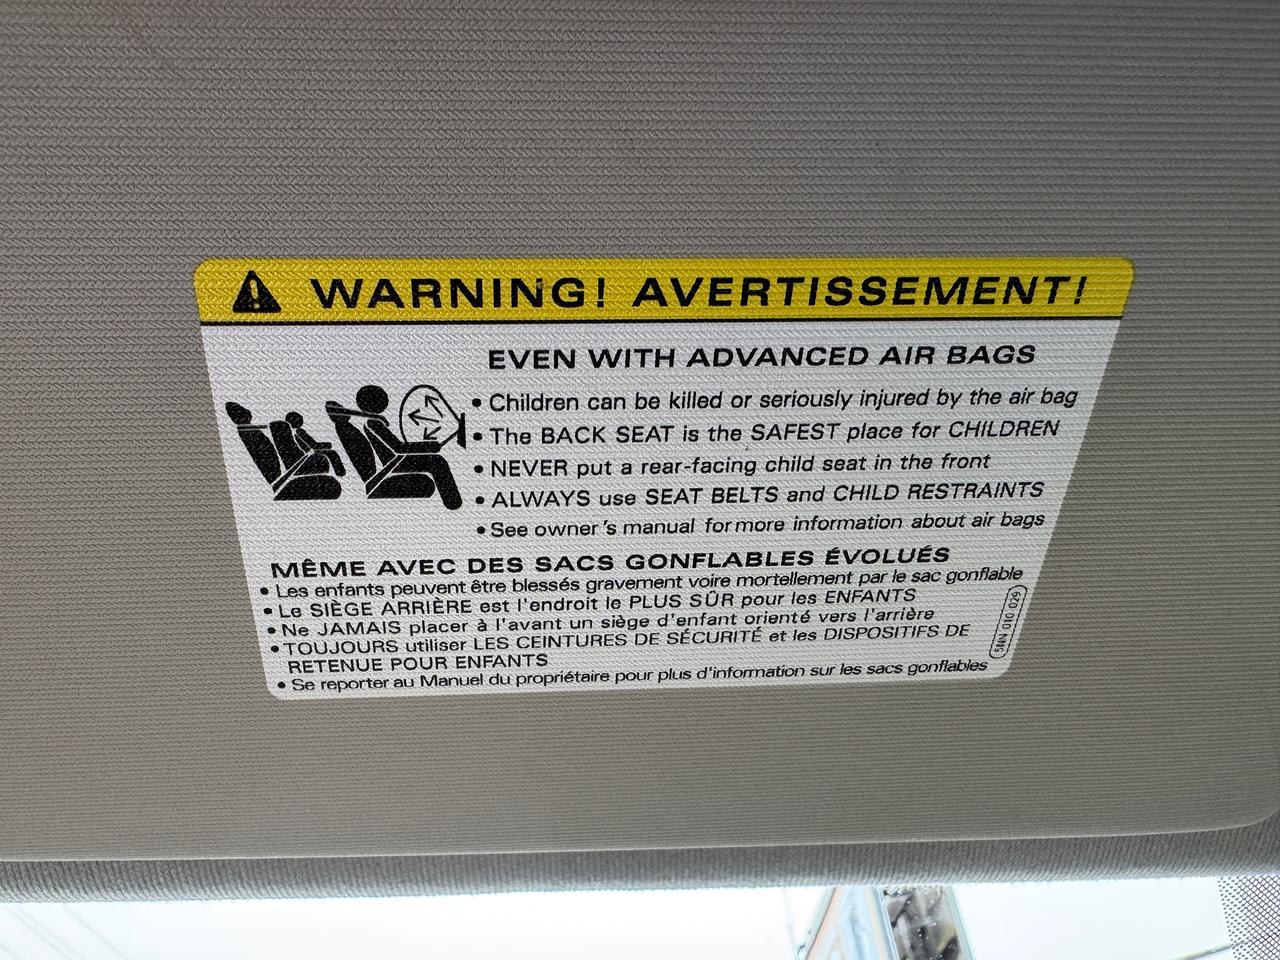 WARNING! AVERTISSEMENT!
EVEN WITH ADVANCED AIR BAGS
• Children can be killed or seriously injured by the air bag
• The BACK SEAT is the SAFEST place for CHILDREN
• NEVER put a rear-facing child seat in the front
• ALWAYS use SEAT BELTS and CHILD RESTRAINTS
• See owner's manual for more information about air bags
MÊME AVEC DES SACS GONFLABLES ÉVOLUÉS
• Les enfants peuvent être blessés gravement voire mortellement par le sac gonflable
• Le SIÈGE ARRIÈRE est l'endroit le PLUS SÛR pour les ENFANTS
• Ne JAMAIS placer à l'avant un siège d'enfant orienté vers l'arrière
• TOUJOURS utiliser LES CEINTURES DE SÉCURITÉ et les DISPOSITIFS DE
RETENUE POUR ENFANTS
• Se reporter au Manuel du propriétaire pour plus d'information sur les sacs gonflables
5NN 010 029